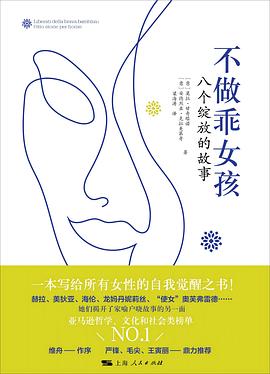 Liberati della brava bambina:
Otto storie per fiorire
不做乖女孩
八个绽放的故事
著
译
一本写给所有女性的自我觉醒之书!
赫拉、美狄亚、海伦、龙妈丹妮莉丝、“使女”奥芙弗雷德……
她们揭开了家喻户晓故事的另一面
亚马逊哲学、文化和社会类榜单
NO.1
维舟——作序 严锋、毛尖、王寅丽——鼎力推荐
上海人民出版社